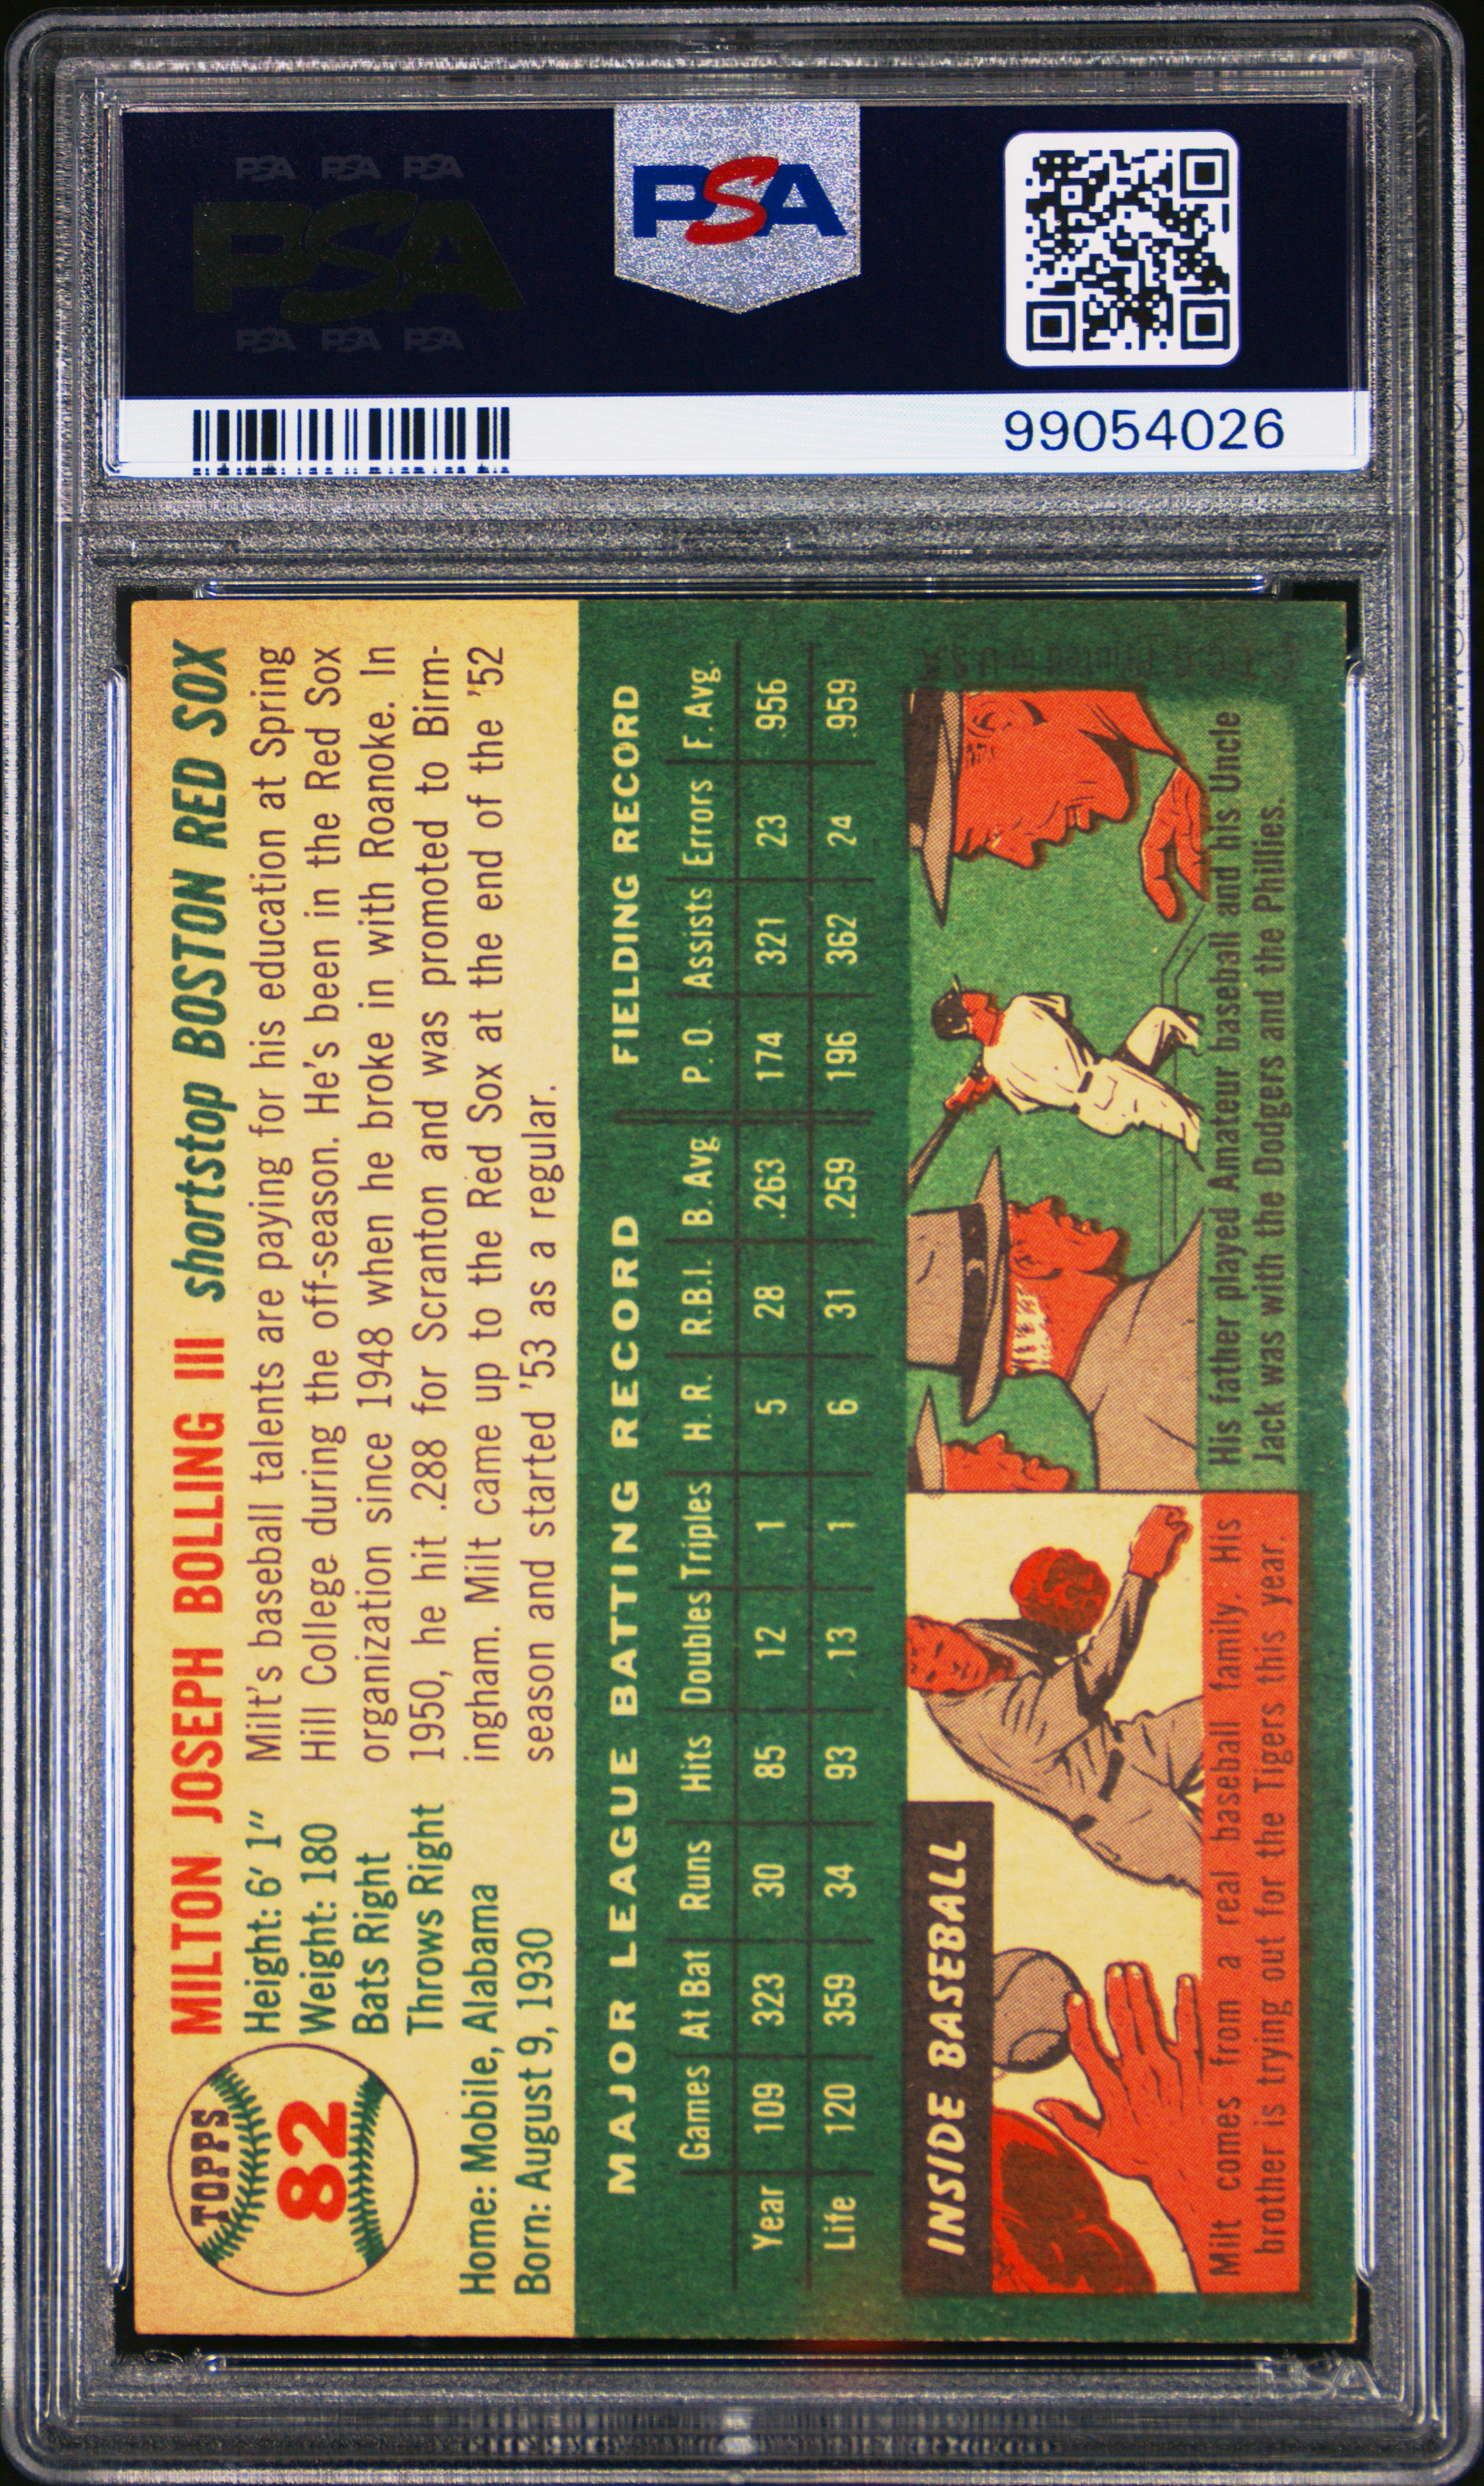 PSA PSA PSA
PSA
PSA PSA PSA
PSA
99054026
TOPPS
82
MILTON JOSEPH BOLLING III shortstop BOSTON RED SOX
Height: 6' 1"
Weight: 180
Bats Right
Throws Right
Home: Mobile, Alabama
Born: August 9, 1930
Milt's baseball talents are paying for his education at Spring
Hill College during the off-season. He's been in the Red Sox
organization since 1948 when he broke in with Roanoke. In
1950, he hit .288 for Scranton and was promoted to Birm-
ingham. Milt came up to the Red Sox at the end of the '52
season and started '53 as a regular.
MAJOR LEAGUE BATTING RECORD FIELDING RECORD
Games At Bat Runs Hits Doubles Triples H. R. R.B.I. B. Avg. P. O. Assists Errors F. Avg.
Year 109 323 30 85 12 1 5 28 .263 174 321 23 .956
Life 120 359 34 93 13 1 6 31 .259 196 362 24 .959
INSIDE BASEBALL
Milt comes from a real baseball family. His
brother is trying out for the Tigers this year.
His father played Amateur baseball and his Uncle
Jack was with the Dodgers and the Phillies.
T.C.G. Printed in U.S.A.
PSA